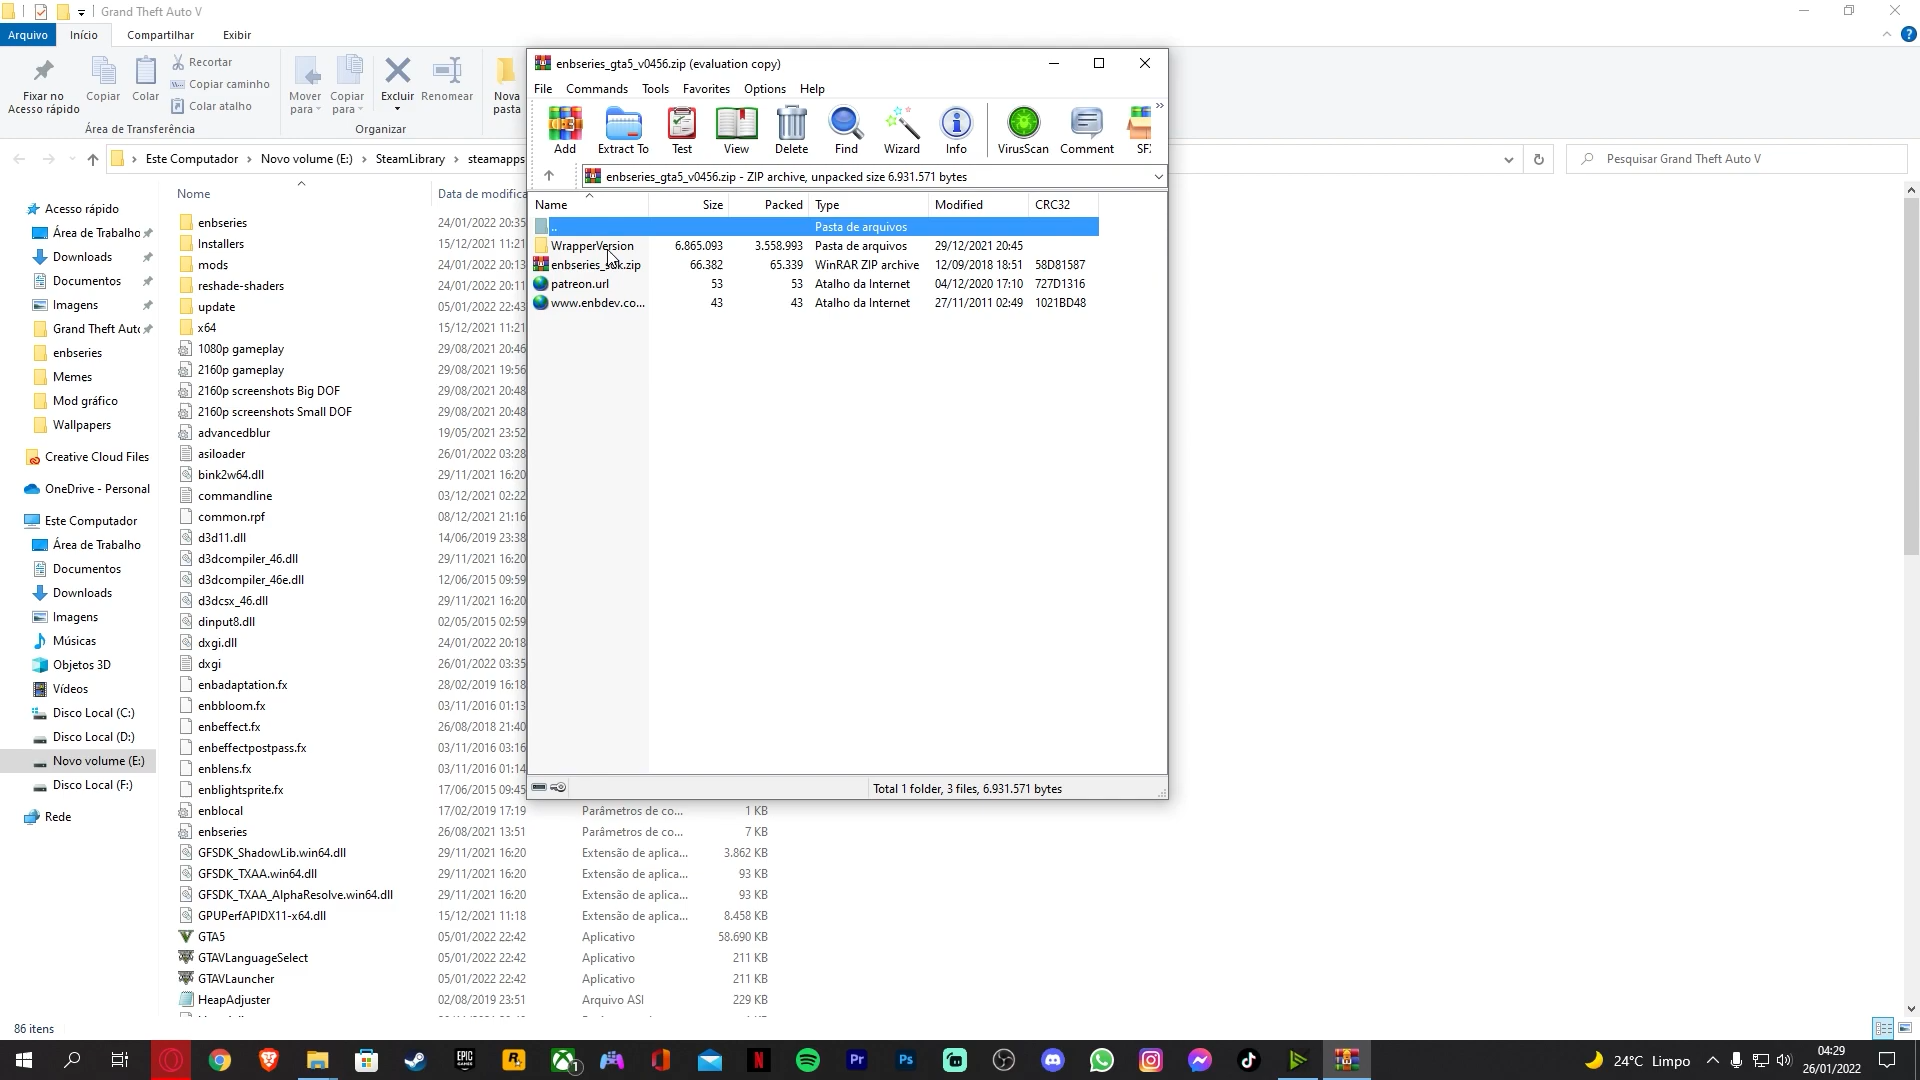 Grand Theft Auto V
Arquivo Início Compartilhar Exibir
Fixar no Acesso rápido
Copiar
Colar
Recortar
Copiar caminho
Colar atalho
Área de Transferência
Mover para
Copiar para
Excluir
Renomear
Organizar
Nova pasta
Este Computador > Novo volume (E:) > SteamLibrary > steamapps
Pesquisar Grand Theft Auto V
Acesso rápido
Área de Trabalho
Downloads
Documentos
Imagens
Grand Theft Aut
enbseries
Memes
Mod gráfico
Wallpapers
Creative Cloud Files
OneDrive - Personal
Este Computador
Área de Trabalho
Documentos
Downloads
Imagens
Músicas
Objetos 3D
Vídeos
Disco Local (C:)
Disco Local (D:)
Novo volume (E:)
Disco Local (F:)
Rede
Nome Data de modifica
enbseries 24/01/2022 20:35
Installers 15/12/2021 11:21
mods 24/01/2022 20:13
reshade-shaders 24/01/2022 20:11
update 05/01/2022 22:43
x64 15/12/2021 11:21
1080p gameplay 29/08/2021 20:46
2160p gameplay 29/08/2021 19:56
2160p screenshots Big DOF 29/08/2021 20:48
2160p screenshots Small DOF 29/08/2021 20:48
advancedblur 19/05/2021 23:52
asiloader 26/01/2022 03:28
bink2w64.dll 29/11/2021 16:20
commandline 03/12/2021 02:22
common.rpf 08/12/2021 21:16
d3d11.dll 14/06/2019 23:38
d3dcompiler_46.dll 29/11/2021 16:20
d3dcompiler_46e.dll 12/06/2015 09:59
d3dcsx_46.dll 29/11/2021 16:20
dinput8.dll 02/05/2015 02:59
dxgi.dll 24/01/2022 20:18
dxgi 26/01/2022 03:35
enbadaptation.fx 28/02/2019 16:18
enbbloom.fx 03/11/2016 01:13
enbeffect.fx 26/08/2018 21:40
enbeffectpostpass.fx 03/11/2016 03:16
enblens.fx 03/11/2016 01:14
enblightsprite.fx 17/06/2015 09:45
enblocal 17/02/2019 17:19 Parâmetros de co... 1 KB
enbseries 26/08/2021 13:51 Parâmetros de co... 7 KB
GFSDK_ShadowLib.win64.dll 29/11/2021 16:20 Extensão de aplica... 3.862 KB
GFSDK_TXAA.win64.dll 29/11/2021 16:20 Extensão de aplica... 93 KB
GFSDK_TXAA_AlphaResolve.win64.dll 29/11/2021 16:20 Extensão de aplica... 93 KB
GPUPerfAPIDX11-x64.dll 15/12/2021 11:18 Extensão de aplica... 8.458 KB
GTA5 05/01/2022 22:42 Aplicativo 58.690 KB
GTAVLanguageSelect 05/01/2022 22:42 Aplicativo 211 KB
GTAVLauncher 05/01/2022 22:42 Aplicativo 211 KB
HeapAdjuster 02/08/2019 23:51 Arquivo ASI 229 KB
86 itens
enbseries_gta5_v0456.zip (evaluation copy)
File Commands Tools Favorites Options Help
Add Extract To Test View Delete Find Wizard Info VirusScan Comment SF
enbseries_gta5_v0456.zip - ZIP archive, unpacked size 6.931.571 bytes
Name Size Packed Type Modified CRC32
.. Pasta de arquivos
WrapperVersion 6.865.093 3.558.993 Pasta de arquivos 29/12/2021 20:45
enbseries_sdk.zip 66.382 65.339 WinRAR ZIP archive 12/09/2018 18:51 58D81587
patreon.url 53 53 Atalho da Internet 04/12/2020 17:10 727D1316
www.enbdev.co... 43 43 Atalho da Internet 27/11/2011 02:49 1021BD48
Total 1 folder, 3 files, 6.931.571 bytes
EPIC GAMES
Pr Ps
24°C Limpo
04:29
26/01/2022